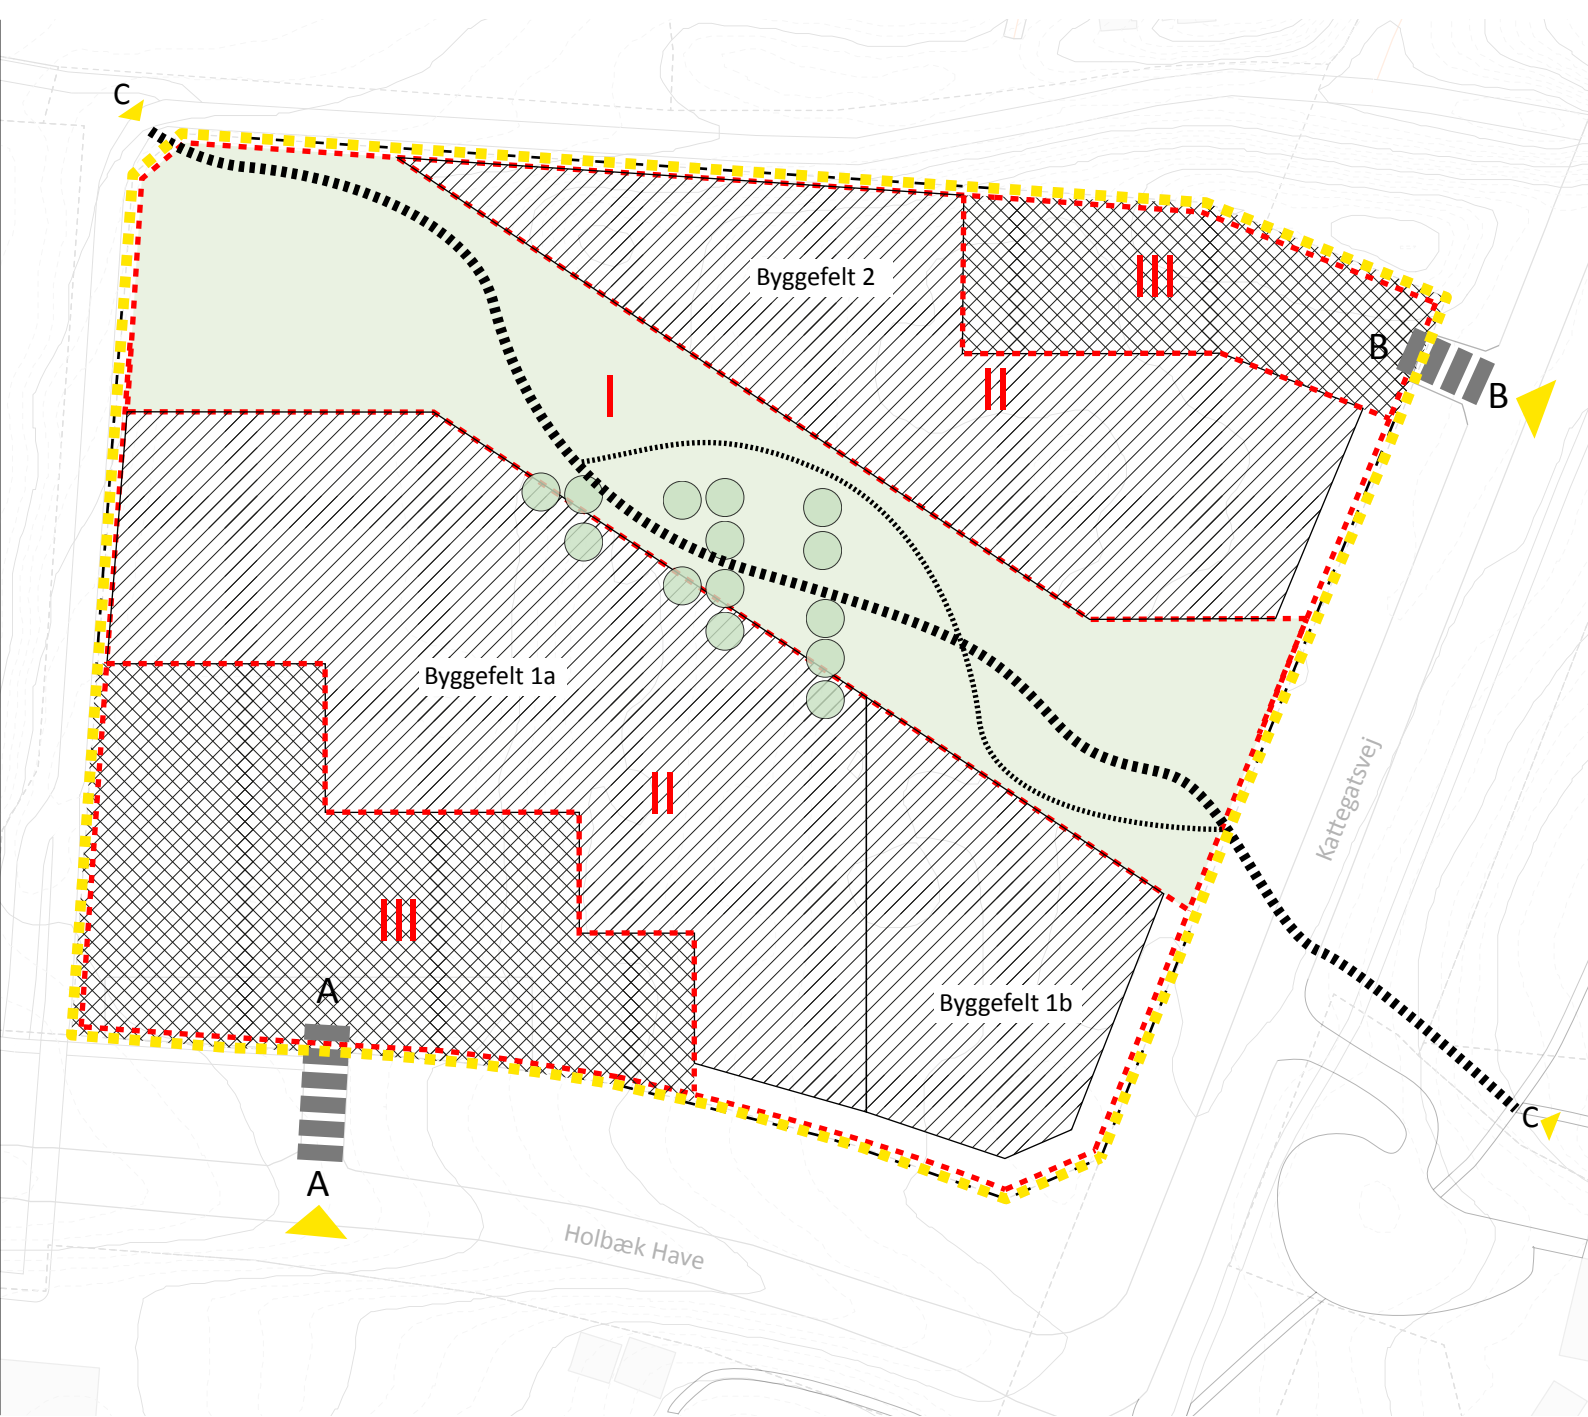 C
Byggefelt 2
III
B
II
B
I
Byggefelt 1a
II
Kattegatsvej
III
A
Byggefelt 1b
C
A
Holbæk Have